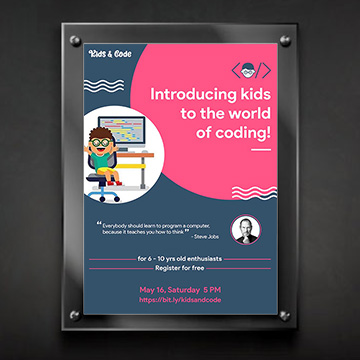 Kids & Code
Introducing kids
to the world
of coding!
“Everybody should learn to program a computer,
because it teaches you how to think”
- Steve Jobs
for 6 - 10 yrs old enthusiasts
Register for free
May 16, Saturday 5 PM
https://bit.ly/kidsandcode